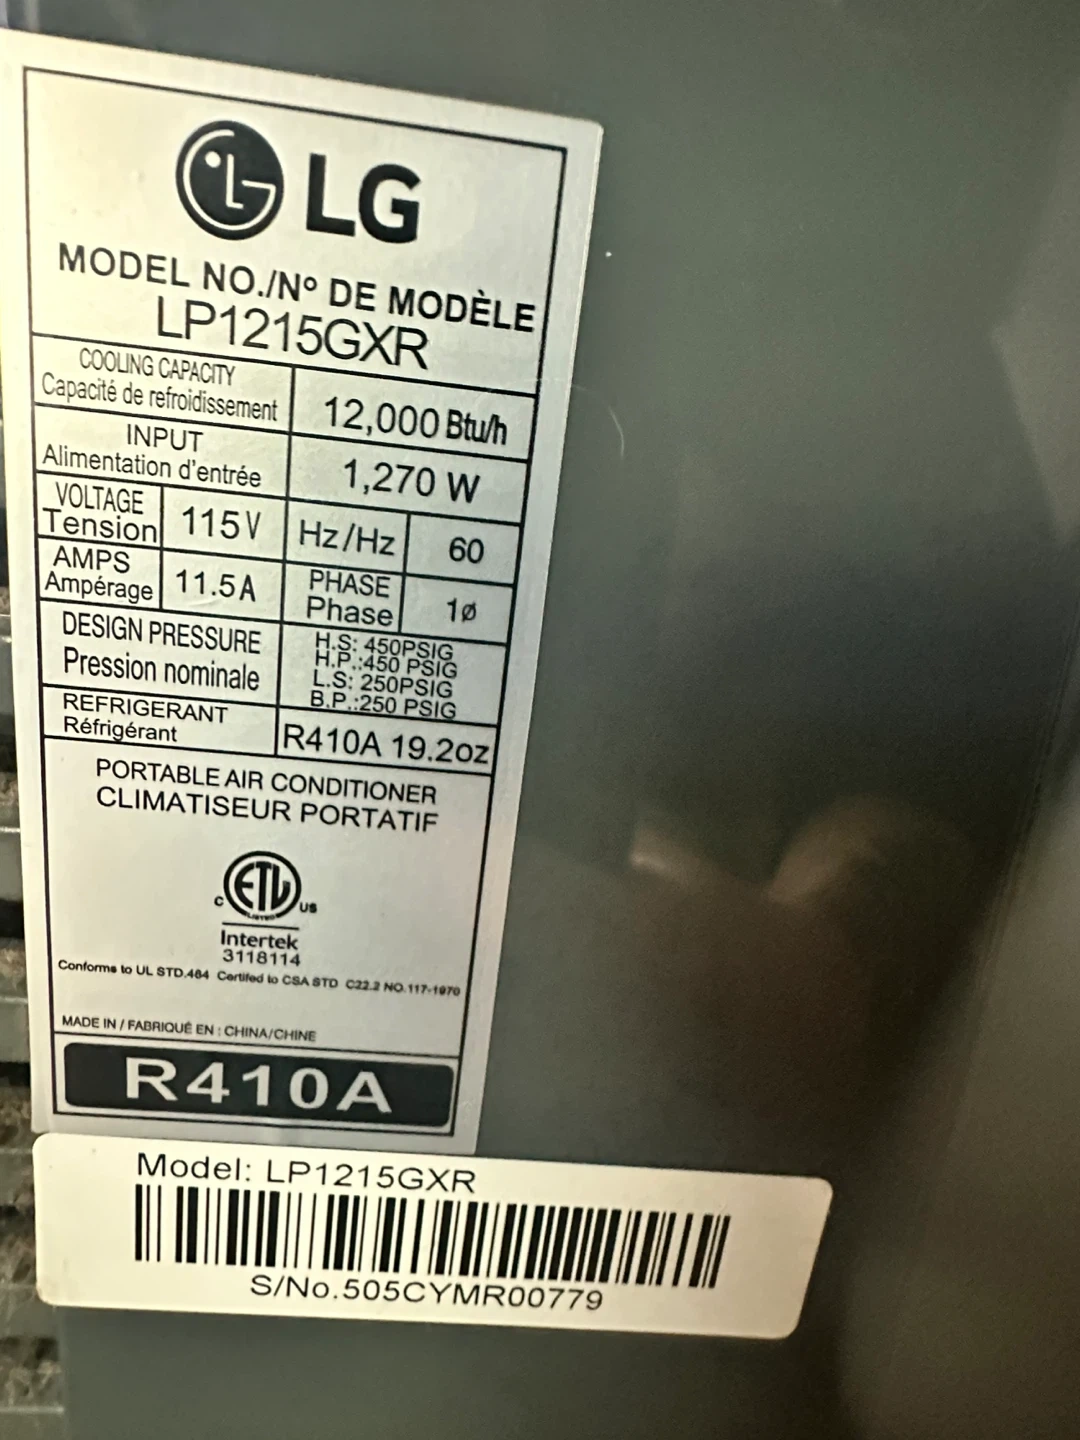 LG
MODEL NO./Nº DE MODÈLE
LP1215GXR
COOLING CAPACITY
Capacité de refroidissement
12,000 Btu/h
INPUT
Alimentation d'entrée
1,270 W
VOLTAGE
Tension
115V
Hz/Hz
60
AMPS
Ampérage
11.5A
PHASE
Phase
1ø
DESIGN PRESSURE
Pression nominale
H.S: 450PSIG
H.P.:450 PSIG
L.S: 250PSIG
B.P.:250 PSIG
REFRIGERANT
Réfrigérant
R410A 19.2oz
PORTABLE AIR CONDITIONER
CLIMATISEUR PORTATIF
C ETL US
LISTED
Intertek
3118114
Conforms to UL STD.484 Certifed to CSA STD C22.2 NO.117-1970
MADE IN / FABRIQUÉ EN : CHINA/CHINE
R410A
Model: LP1215GXR
S/No.505CYMR00779